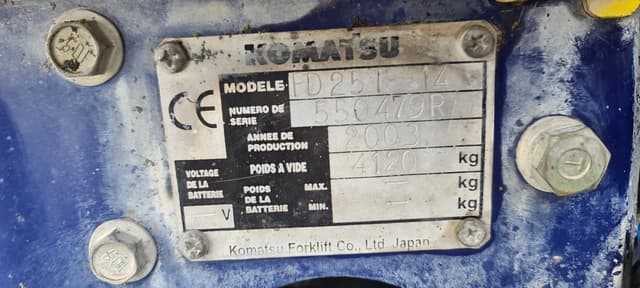 KOMATSU
MODELE FD25T-14
NUMERO DE SERIE 550479R
ANNEE DE PRODUCTION 2003
POIDS A VIDE 4120 kg
VOLTAGE DE LA BATTERIE — V
POIDS DE LA BATTERIE MAX. — kg
MIN. — kg
CE
Komatsu Forklift Co., Ltd. Japan